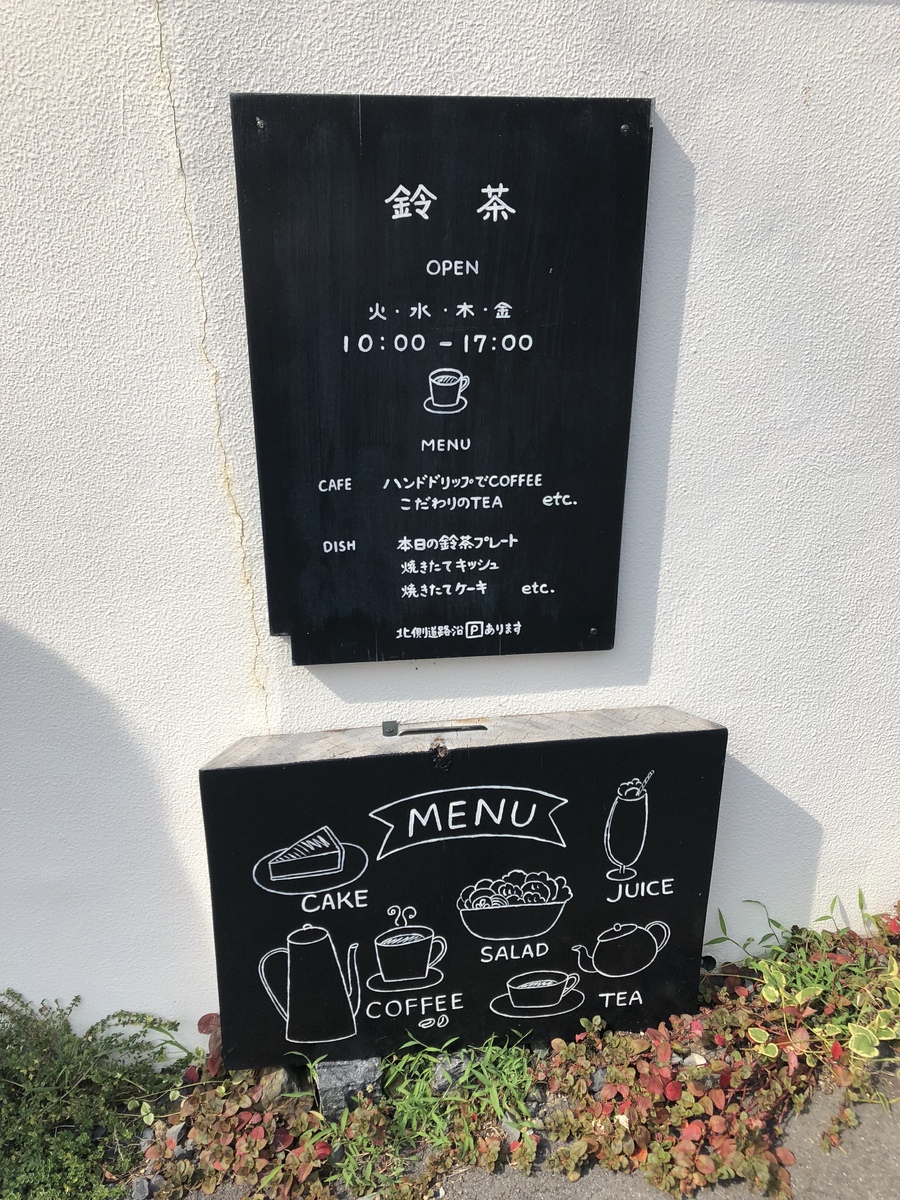 鈴 茶
OPEN
火・水・木・金
10:00 -17:00
MENU
CAFE ハンドドリップでCOFFEE
こだわりのTEA etc.
DISH 本日の鈴茶プレート
焼きたてキッシュ
焼きたてケーキ etc.
北側道路沿Pあります
MENU
CAKE
JUICE
SALAD
COFFEE
TEA